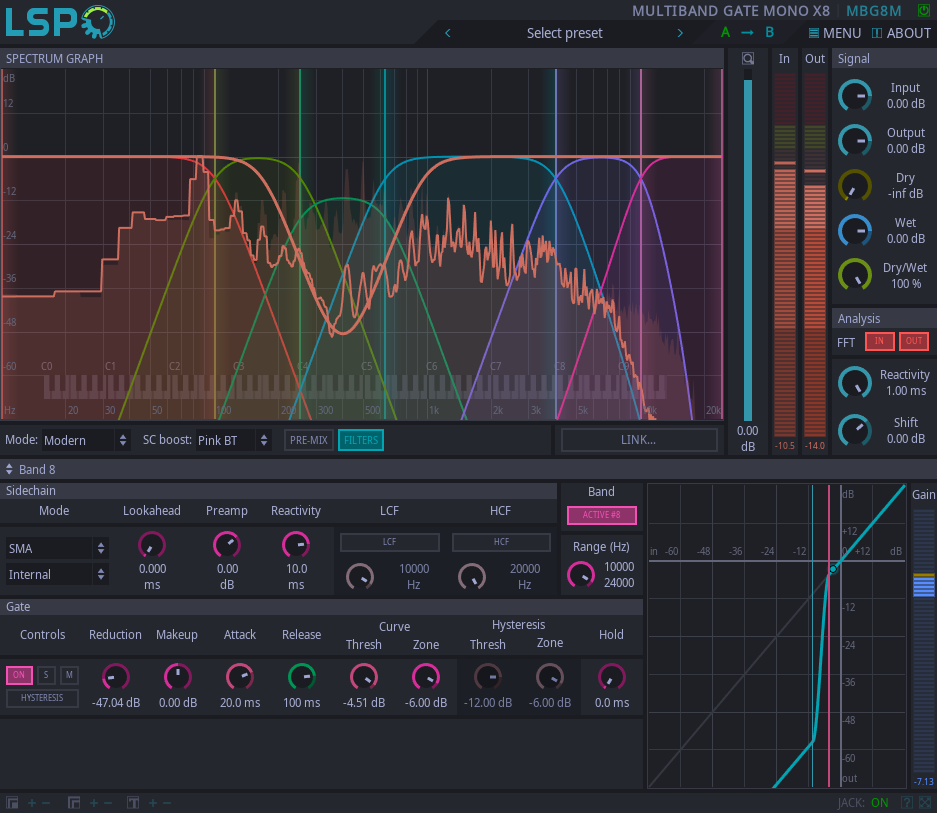 LSP
MULTIBAND GATE MONO X8 MBG8M
Select preset
A → B
MENU ABOUT
SPECTRUM GRAPH
In Out
Signal
dB
12
0
-12
-24
-36
-48
-60
C0 C1 C2 C3 C4 C5 C6 C7 C8 C9
Hz 20 30 50 100 200 300 500 1k 2k 3k 5k 10k 20k
0.00
dB
-10.5 -14.0
Input
0.00 dB
Output
0.00 dB
Dry
-inf dB
Wet
0.00 dB
Dry/Wet
100 %
Analysis
FFT IN OUT
Reactivity
1.00 ms
Shift
0.00 dB
Mode: Modern SC boost: Pink BT PRE-MIX FILTERS LINK...
Band 8
Sidechain
Mode Lookahead Preamp Reactivity LCF HCF
SMA
Internal
0.000
ms
0.00
dB
10.0
ms
LCF
10000
Hz
HCF
20000
Hz
Band
ACTIVE #8
Range (Hz)
10000
24000
Gate
Controls Reduction Makeup Attack Release Curve Hysteresis Hold
Thresh Zone Thresh Zone
ON S M
HYSTERESIS
-47.04 dB 0.00 dB 20.0 ms 100 ms -4.51 dB -6.00 dB -12.00 dB -6.00 dB 0.0 ms
dB
+12
in -60 -48 -36 -24 -12 0 +12 dB
-12
-24
-36
-48
-60
out
Gain
-7.13
JACK: ON